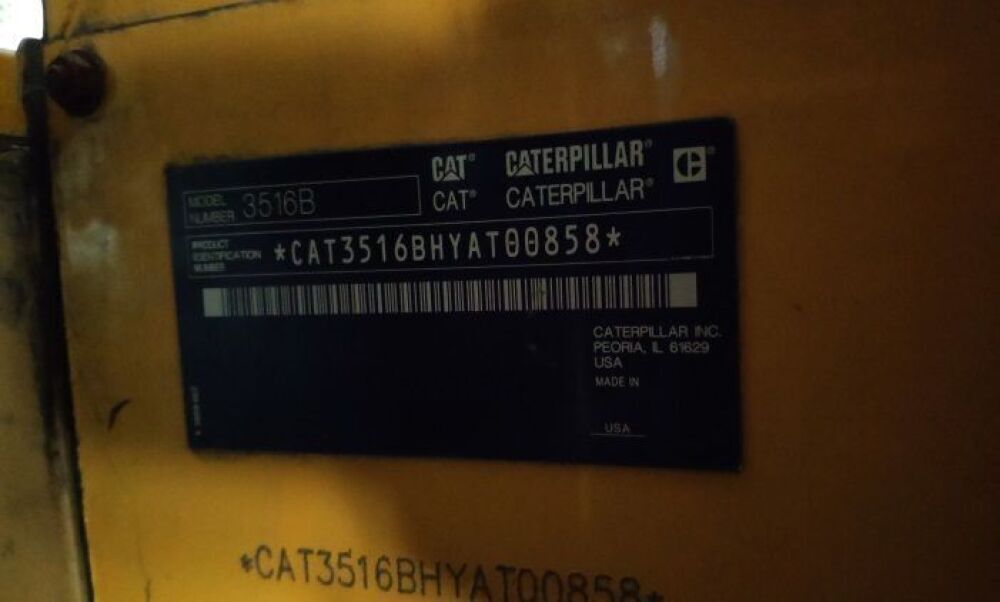 CAT® CATERPILLAR®
CAT® CATERPILLAR®
MODEL NUMBER 3516B
PRODUCT IDENTIFICATION NUMBER *CAT3516BHYAT00858*
CATERPILLAR INC.
PEORIA, IL 61629
USA
MADE IN
USA
*CAT3516BHYAT00858*